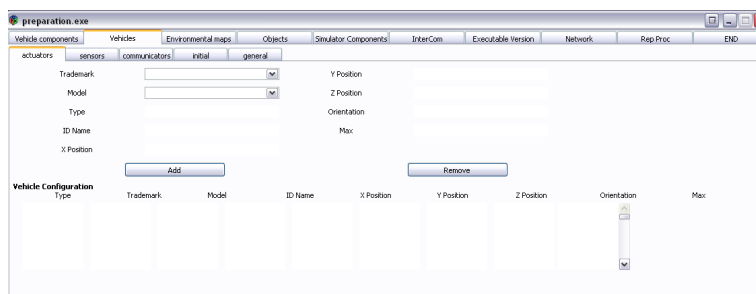 preparation.exe
Vehicle components Vehicles Environmental maps Objects Simulator Components InterCom Executable Version Network Rep Proc END
actuators sensors communicators initial general
Trademark Y Position
Model Z Position
Type Orientation
ID Name Max
X Position
Add Remove
Vehicle Configuration
Type Trademark Model ID Name X Position Y Position Z Position Orientation Max